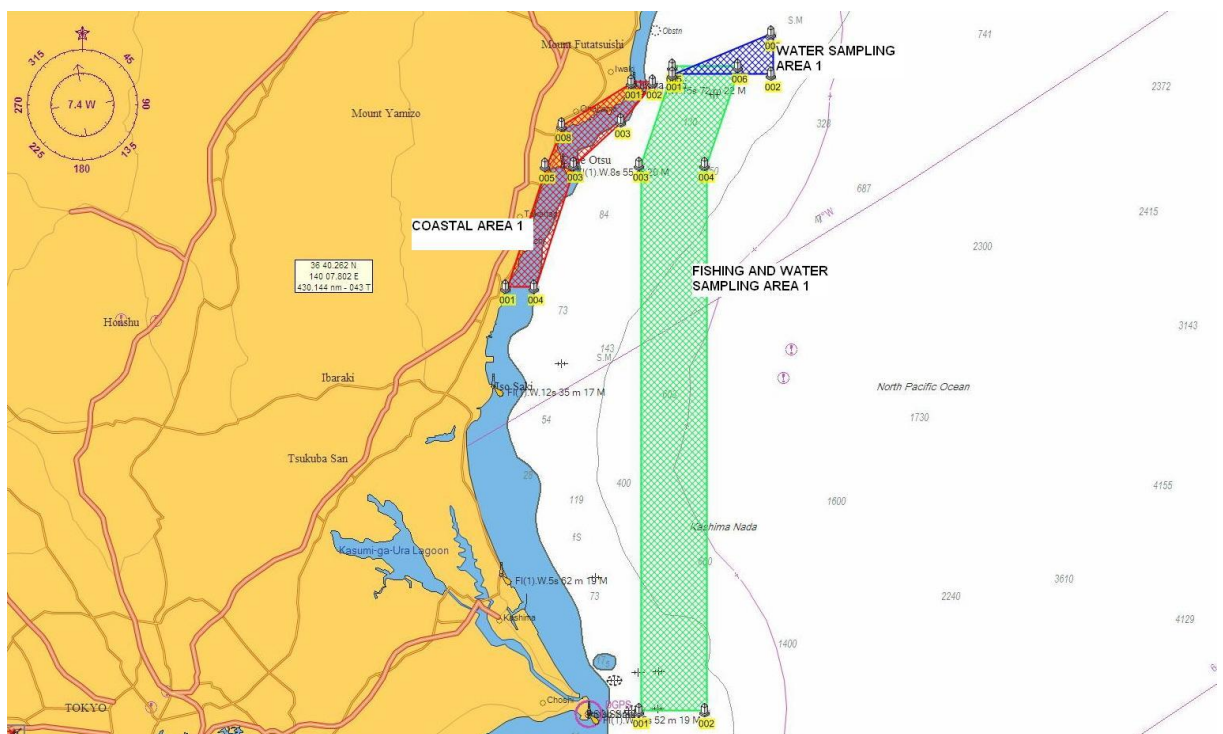 S.M
741
Obstn
Mount Futatsuishi
WATER SAMPLING
AREA 1
315
45
Iwaki
006
002
2372
7.4 W
270
90
001
002
001
328
Mount Yamizo
225
135
180
008
003
005
003
003
004
Otsu
687
COASTAL AREA 1
84
2415
2300
FISHING AND WATER
SAMPLING AREA 1
36 40.262 N
140 07.802 E
430.144 nm - 043 T
001
004
73
Honshu
3143
143
S.M
Ibaraki
Iso Saki
Fl(1).W.12s 35 m 17 M
North Pacific Ocean
54
1730
Tsukuba San
400
4155
119
1600
Kashima Nada
Kasumi-ga-Ura Lagoon
1S
Fl(1).W.5s 62 m 19 M
73
3610
2240
Kashima
4129
1400
TOKYO
Choshi
DGPS
52 m 19 M
001
002